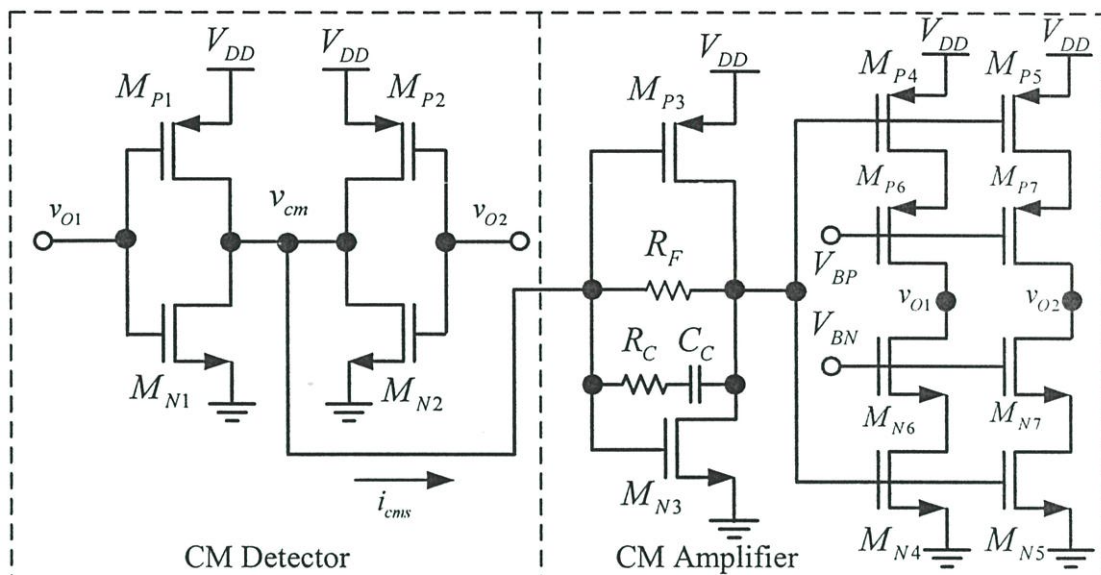 V_DD
V_DD
V_DD
V_DD
V_DD
M_P1
M_P2
M_P3
M_P4
M_P5
M_P6
M_P7
v_O1
v_cm
v_O2
R_F
V_BP
v_O1
v_O2
V_BN
R_C
C_C
M_N1
M_N2
M_N6
M_N7
i_cms
M_N3
CM Detector
CM Amplifier
M_N4
M_N5